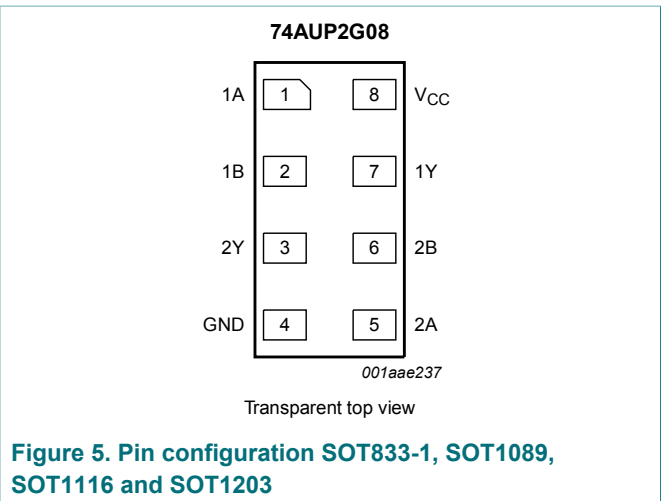 74AUP2G08
1A 1 8 VCC
1B 2 7 1Y
2Y 3 6 2B
GND 4 5 2A
001aae237
Transparent top view
Figure 5. Pin configuration SOT833-1, SOT1089,
SOT1116 and SOT1203